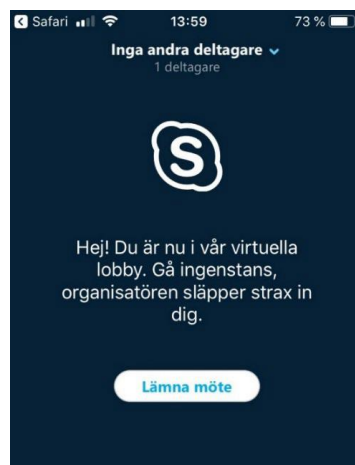 Safari 13:59 73 %
Inga andra deltagare
1 deltagare
S
Hej! Du är nu i vår virtuella
lobby. Gå ingenstans,
organisatören släpper strax in
dig.
Lämna möte